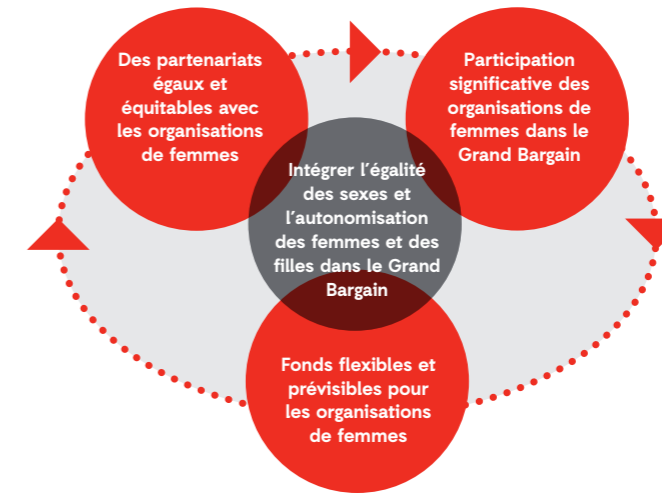 Des partenariats
égaux et
équitables avec
les organisations
de femmes
Participation
significative des
organisations de
femmes dans le
Grand Bargain
Intégrer l’égalité
des sexes et
l’autonomisation
des femmes et des
filles dans le Grand
Bargain
Fonds flexibles et
prévisibles pour
les organisations
de femmes